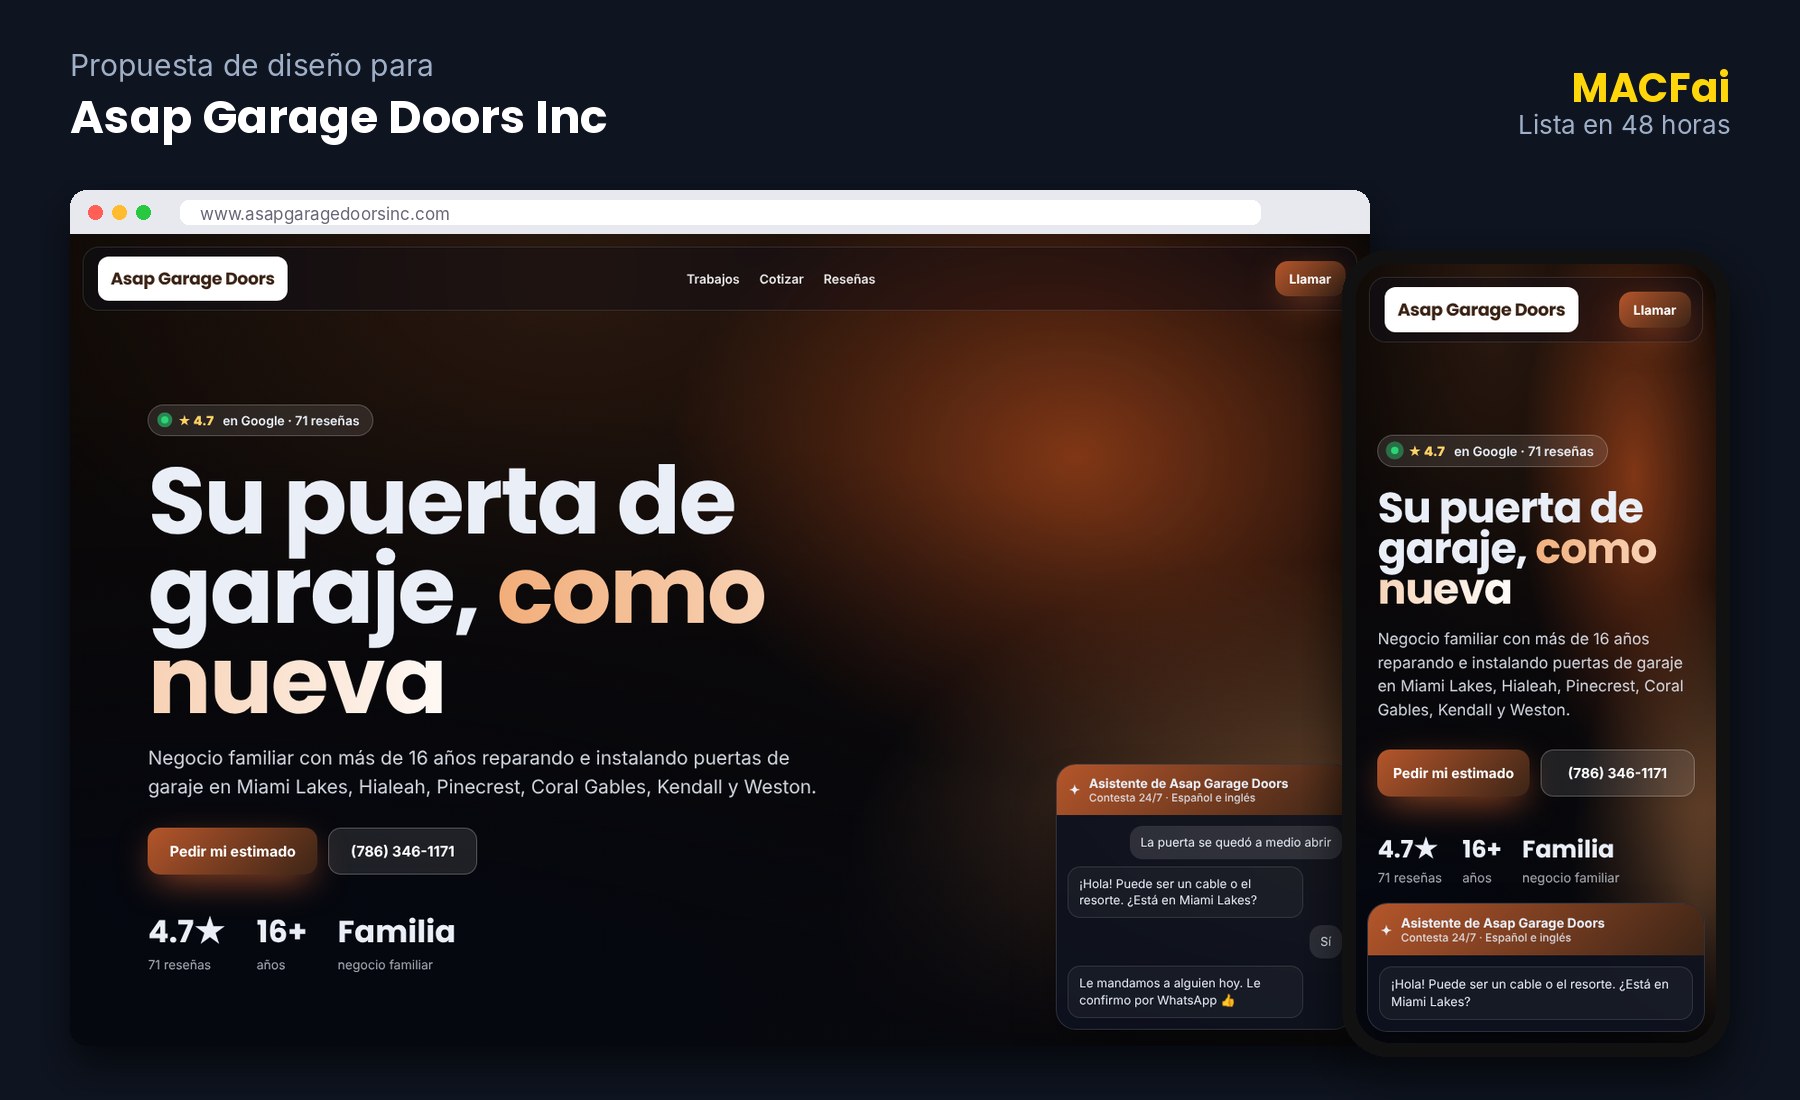 Propuesta de diseño para
Asap Garage Doors Inc
MACFai
Lista en 48 horas
www.asapgaragedoorsinc.com
Asap Garage Doors
Trabajos Cotizar Reseñas
Llamar
★ 4.7 en Google · 71 reseñas
Su puerta de
garaje, como
nueva
Negocio familiar con más de 16 años reparando e instalando puertas de
garaje en Miami Lakes, Hialeah, Pinecrest, Coral Gables, Kendall y Weston.
Pedir mi estimado
(786) 346-1171
4.7★ 16+ Familia
71 reseñas años negocio familiar
✦ Asistente de Asap Garage Doors
Contesta 24/7 · Español e inglés
La puerta se quedó a medio abrir
¡Hola! Puede ser un cable o el
resorte. ¿Está en Miami Lakes?
Sí
Le mandamos a alguien hoy. Le
confirmo por WhatsApp 👍
Asap Garage Doors
Llamar
★ 4.7 en Google · 71 reseñas
Su puerta de
garaje, como
nueva
Negocio familiar con más de 16 años
reparando e instalando puertas de garaje
en Miami Lakes, Hialeah, Pinecrest, Coral
Gables, Kendall y Weston.
Pedir mi estimado
(786) 346-1171
4.7★ 16+ Familia
71 reseñas años negocio familiar
✦ Asistente de Asap Garage Doors
Contesta 24/7 · Español e inglés
¡Hola! Puede ser un cable o el resorte. ¿Está en
Miami Lakes?